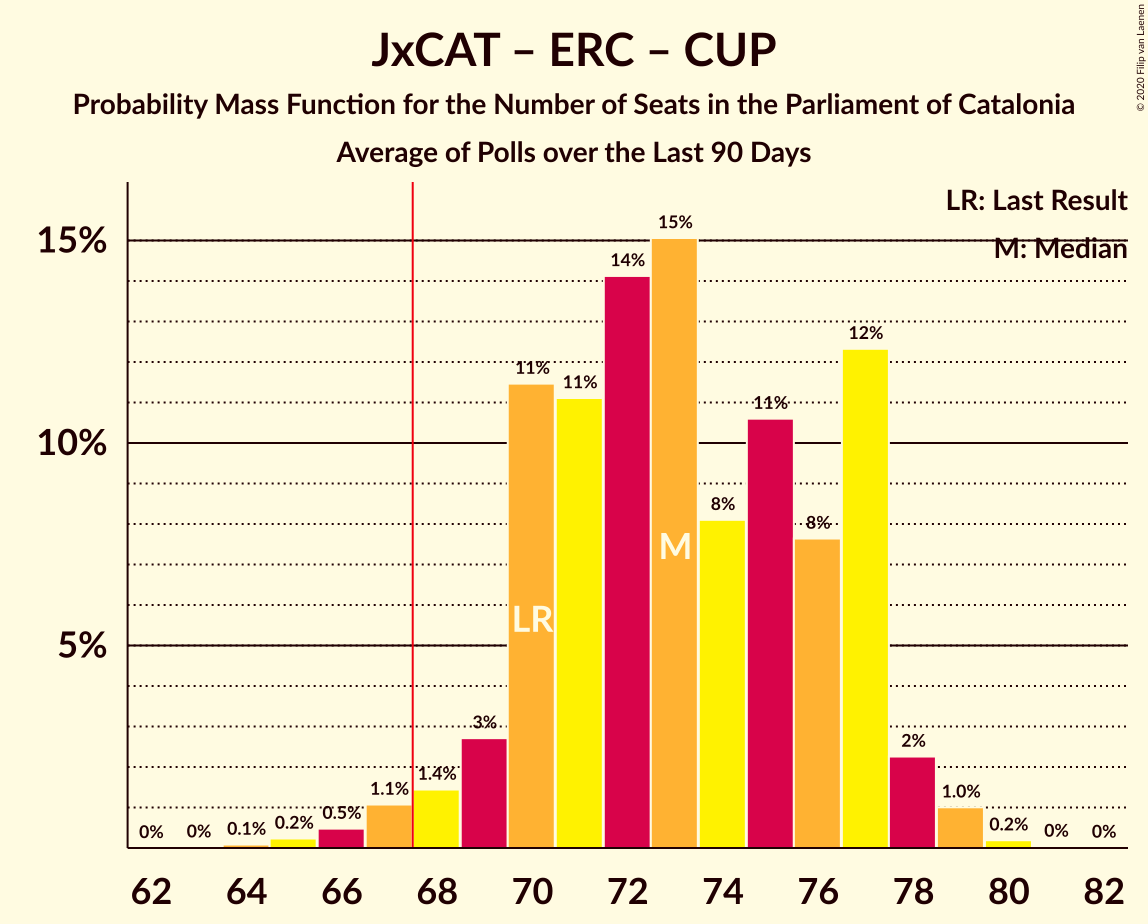 JxCAT – ERC – CUP
Probability Mass Function for the Number of Seats in the Parliament of Catalonia
Average of Polls over the Last 90 Days
© 2020 Filip van Laenen
LR: Last Result
M: Median
15%
10%
5%
0%
0%
0.1%
0.2%
0.5%
1.1%
1.4%
3%
11%
11%
14%
15%
8%
11%
8%
12%
2%
1.0%
0.2%
0%
0%
LR
M
62 64 66 68 70 72 74 76 78 80 82